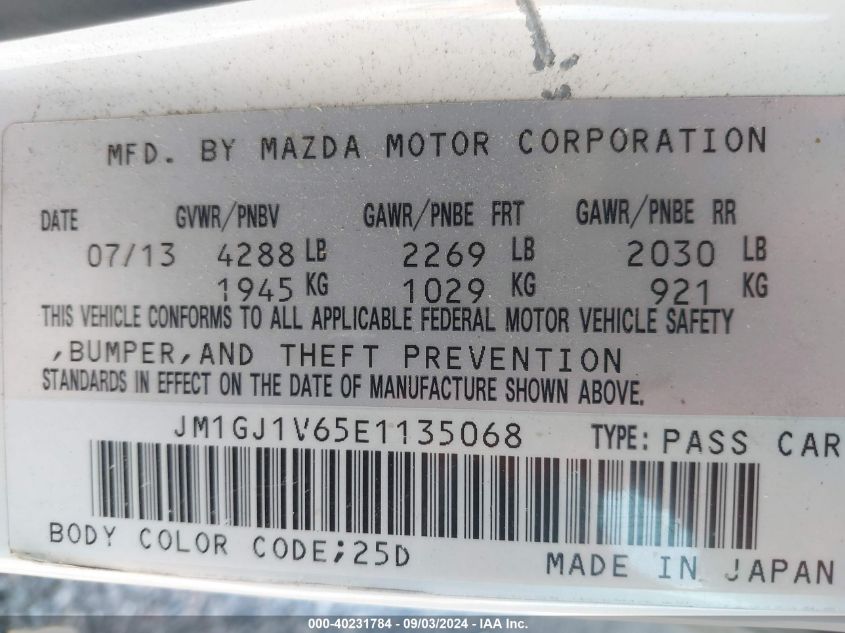 MFD. BY MAZDA MOTOR CORPORATION
DATE GVWR/PNBV GAWR/PNBE FRT GAWR/PNBE RR
07/13 4288 LB 2269 LB 2030 LB
1945 KG 1029 KG 921 KG
THIS VEHICLE CONFORMS TO ALL APPLICABLE FEDERAL MOTOR VEHICLE SAFETY
,BUMPER,AND THEFT PREVENTION
STANDARDS IN EFFECT ON THE DATE OF MANUFACTURE SHOWN ABOVE.
JM1GJ1V65E1135068 TYPE: PASS CAR
BODY COLOR CODE;25D MADE IN JAPAN
000-40231784 - 09/03/2024 - IAA Inc.